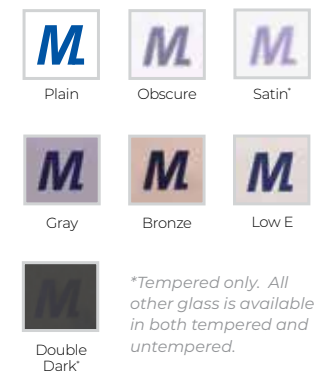 ML ML ML
Plain Obscure Satin*
ML ML ML
Gray Bronze Low E
ML
Double
Dark*
*Tempered only. All
other glass is available
in both tempered and
untempered.